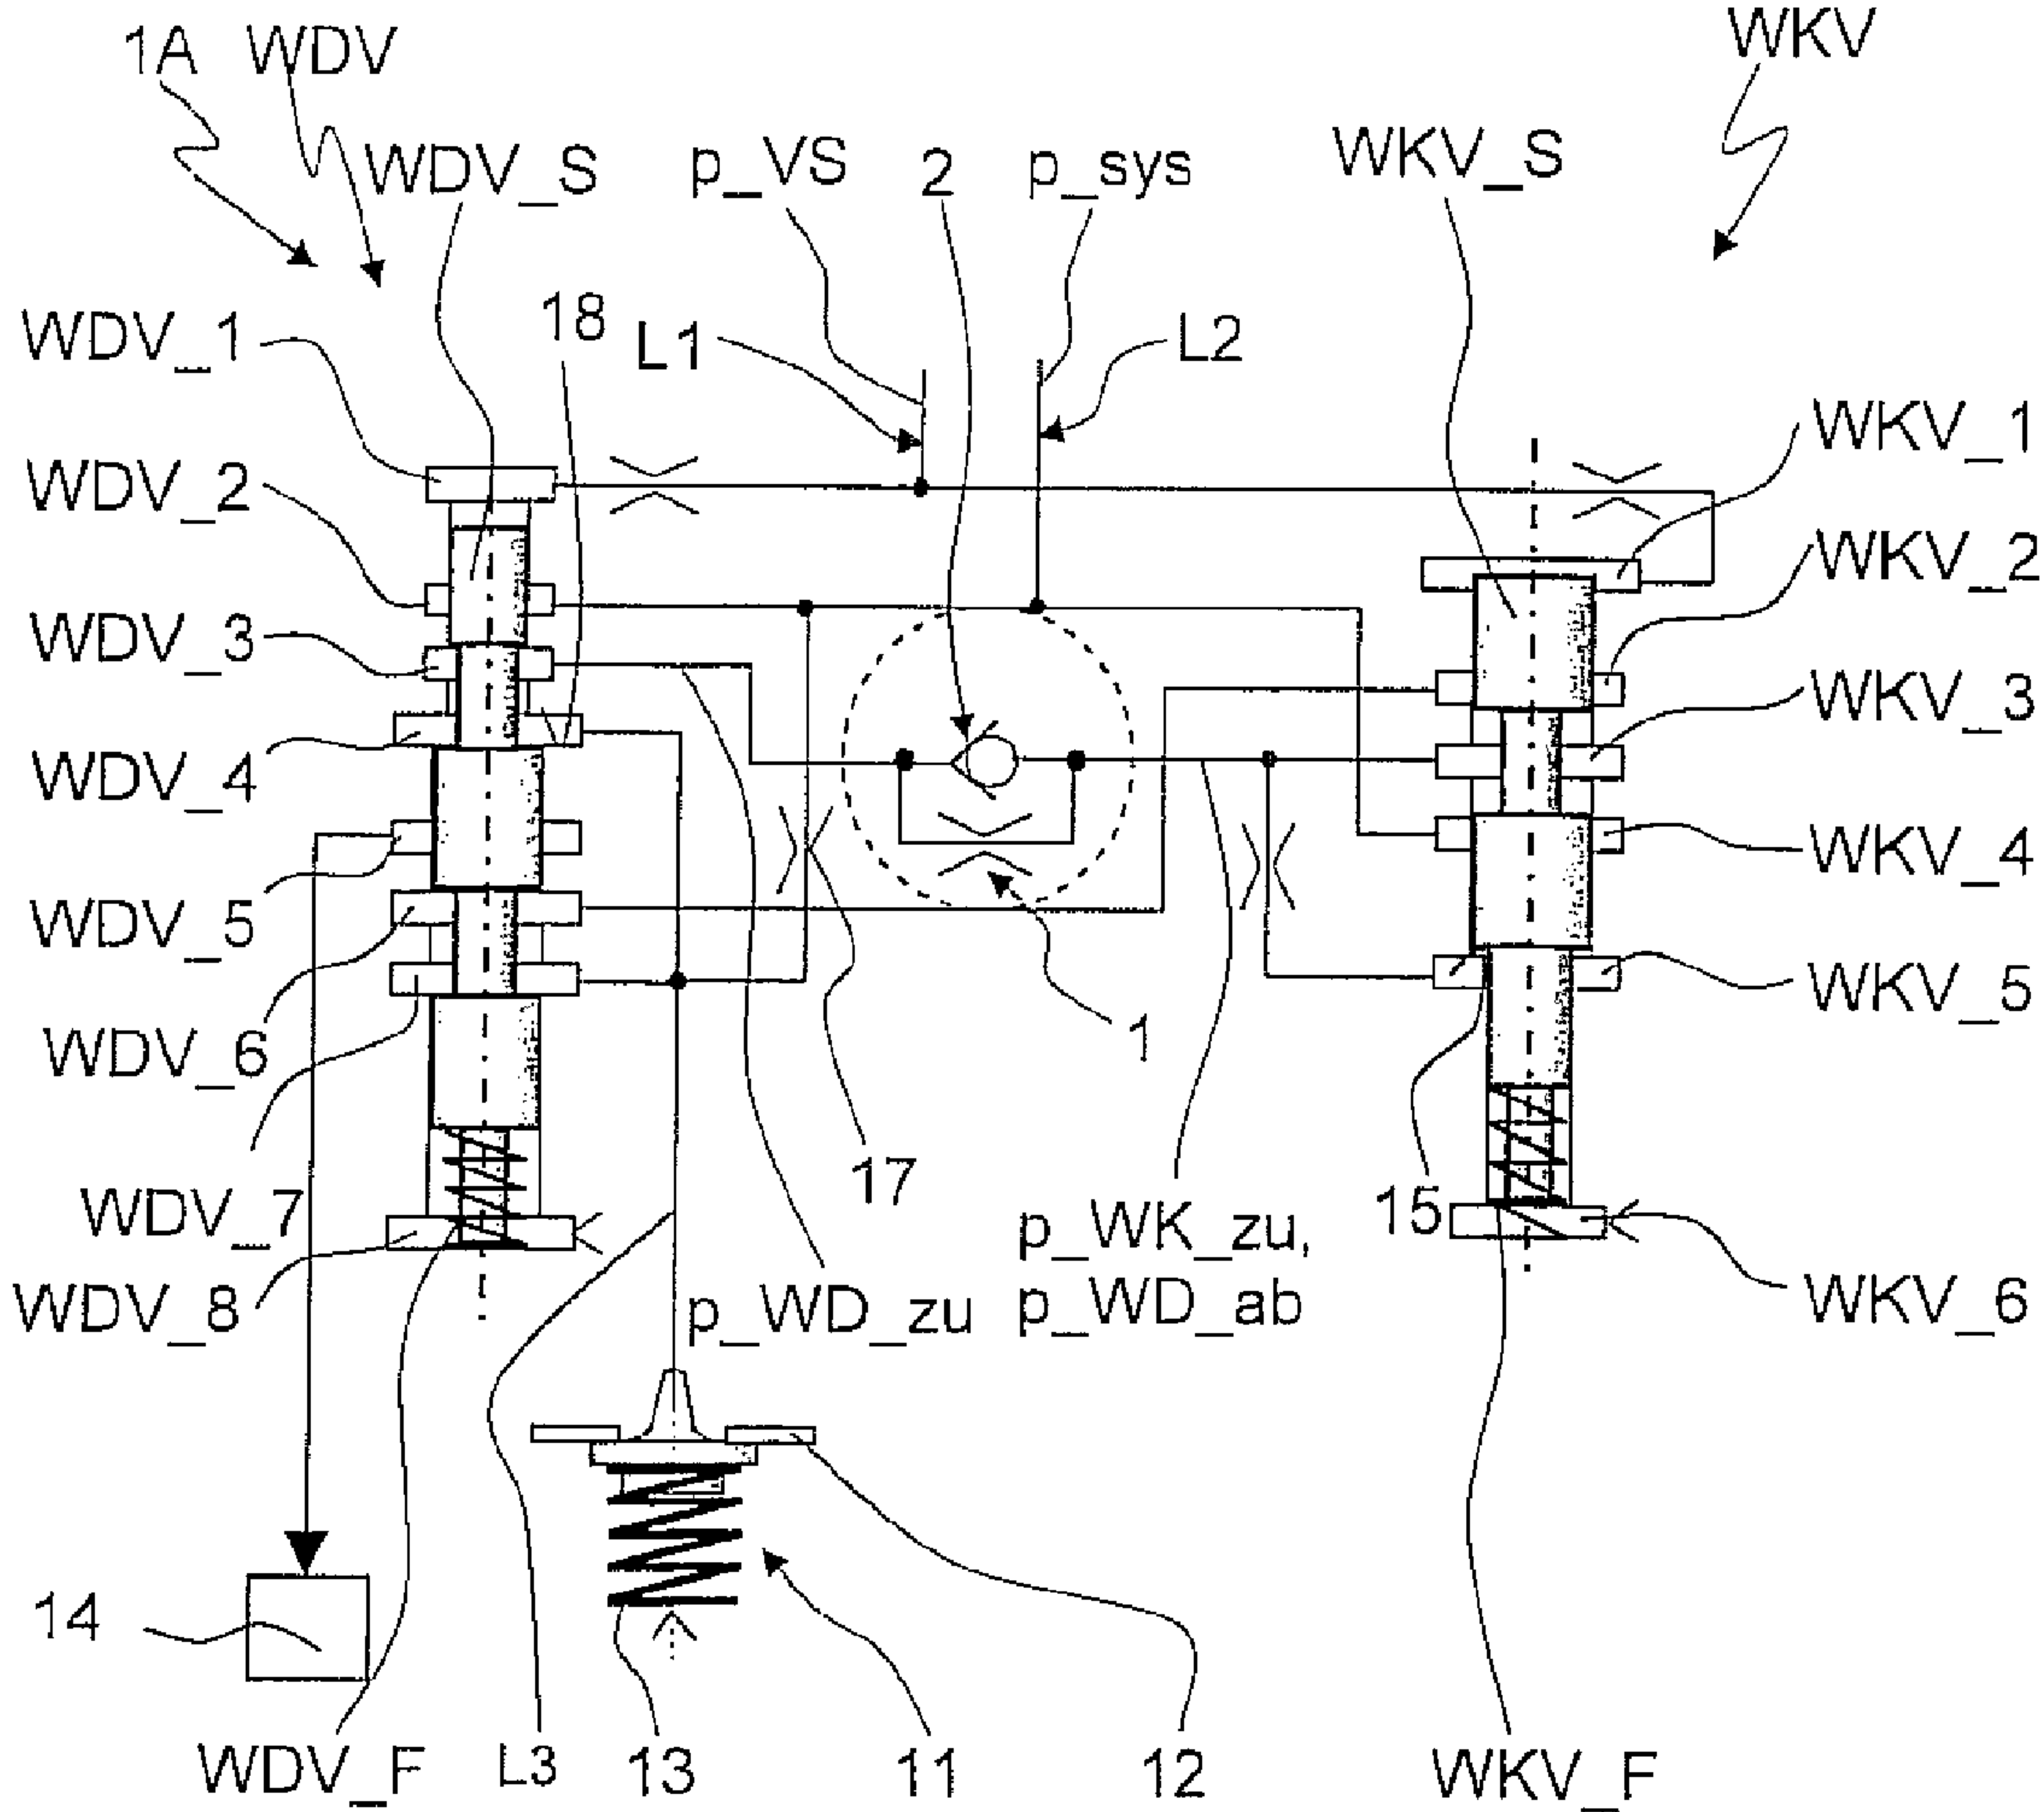 1A WDV
WKV
WDV_S
p_VS
2
p_sys
WKV_S
WDV_1
18
L1
L2
WKV_1
WDV_2
WKV_2
WDV_3
WKV_3
WDV_4
WKV_4
WDV_5
WKV_5
WDV_6
1
17
15
WDV_7
p_WK_zu,
WDV_8
p_WD_zu
p_WD_ab
WKV_6
14
WDV_F
L3
13
11
12
WKV_F